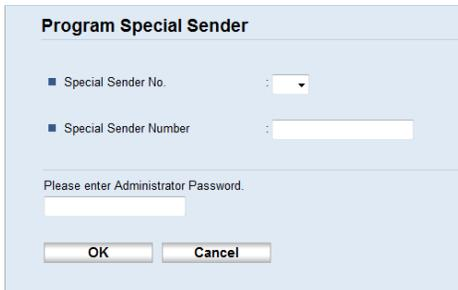 Program Special Sender
Special Sender No. :
Special Sender Number :
Please enter Administrator Password.
OK Cancel